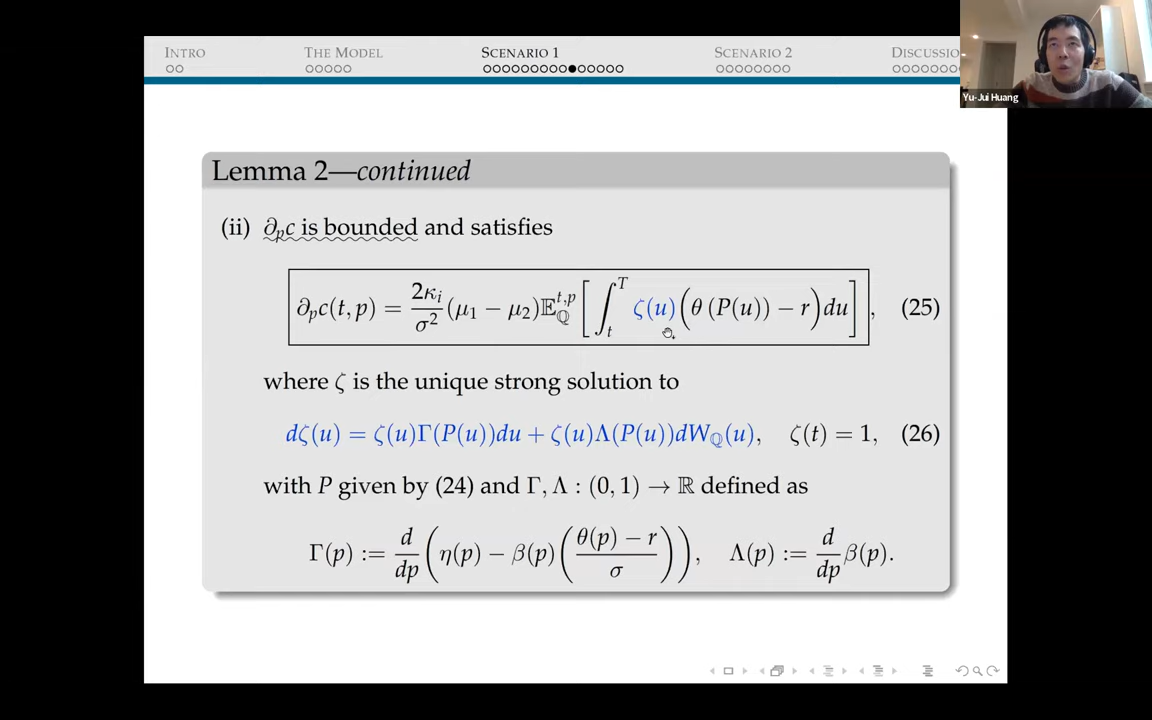 INTRO THE MODEL SCENARIO 1 SCENARIO 2 DISCUSSIO
Yu-Jui Huang
Lemma 2—continued
(ii) ∂ₚc is bounded and satisfies
∂ₚc(t, p) = 2κᵢ/σ² (μ₁ − μ₂)𝔼_ℚ^{t,p} [ ∫_t^T ζ(u)(θ (P(u)) − r)du ], (25)
where ζ is the unique strong solution to
dζ(u) = ζ(u)Γ(P(u))du + ζ(u)Λ(P(u))dW_ℚ(u), ζ(t) = 1, (26)
with P given by (24) and Γ, Λ : (0, 1) → ℝ defined as
Γ(p) := d/dp (η(p) − β(p)((θ(p) − r)/σ)), Λ(p) := d/dp β(p).